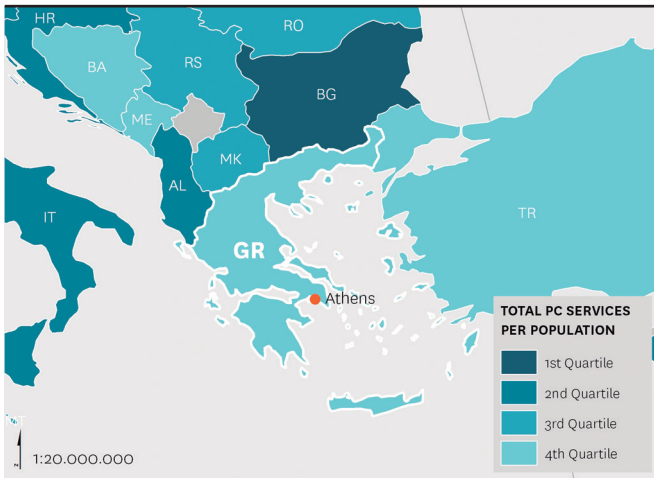 HR
RO
BA
RS
BG
ME
MK
AL
IT
TR
GR
Athens
TOTAL PC SERVICES
PER POPULATION
1st Quartile
2nd Quartile
3rd Quartile
4th Quartile
1:20.000.000